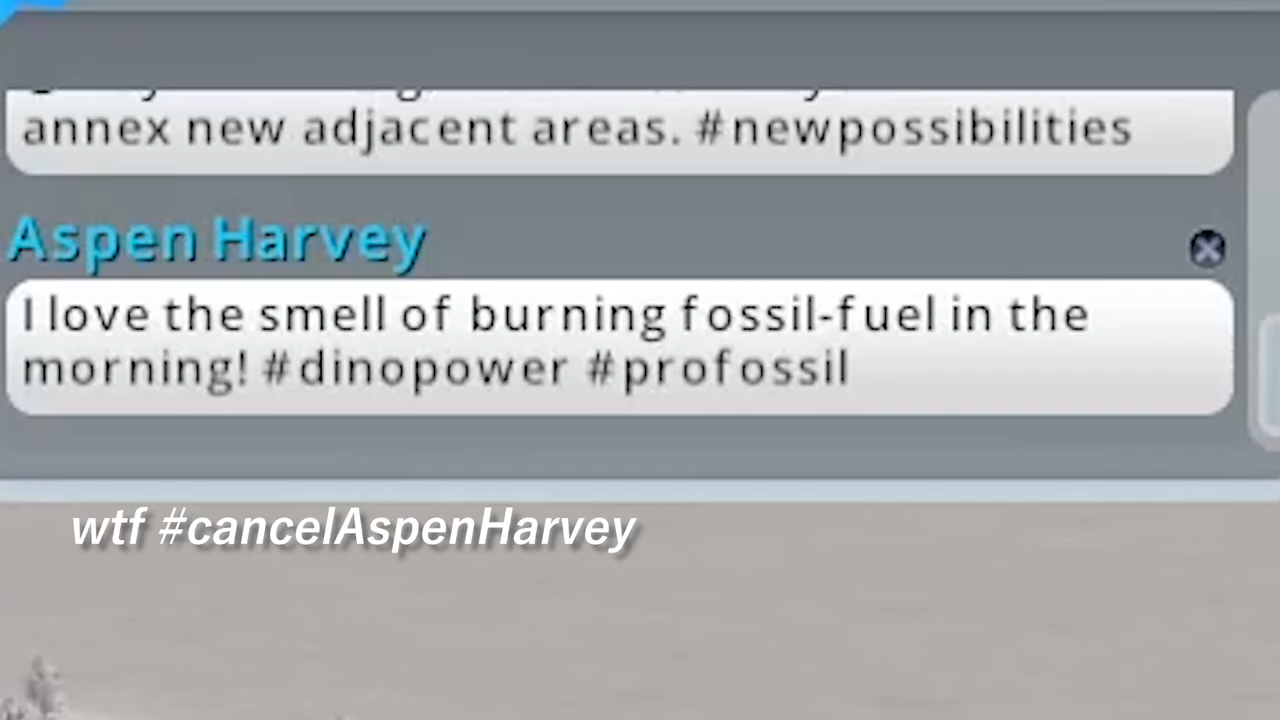 annex new adjacent areas. #newpossibilities
Aspen Harvey
I love the smell of burning fossil-fuel in the
morning! #dinopower #profossil
wtf #cancelAspenHarvey